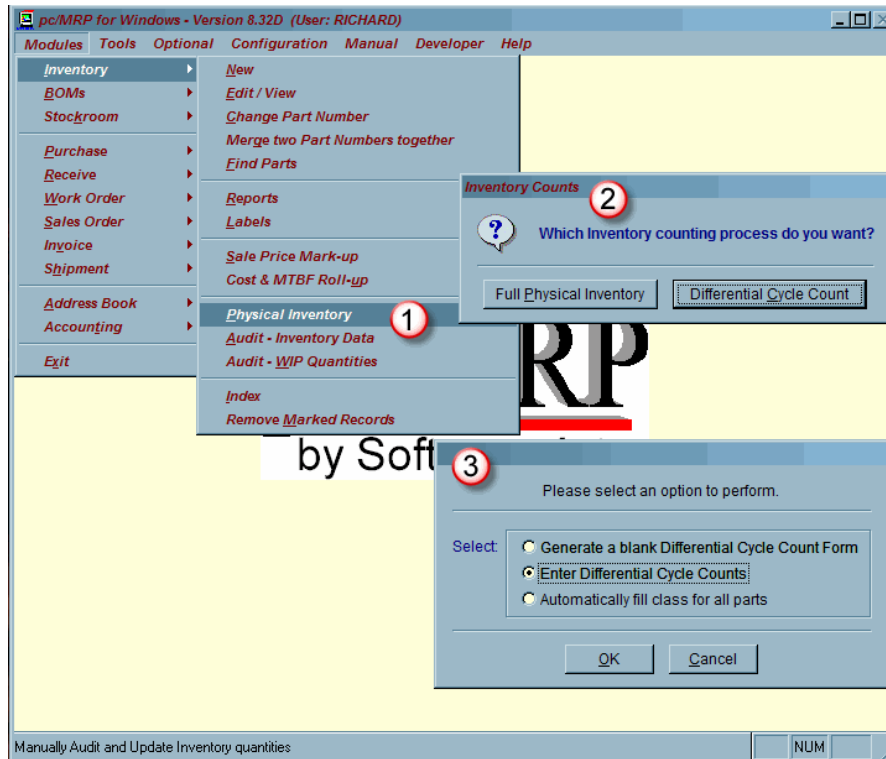 pc/MRP for Windows - Version 8.32D (User: RICHARD)
Modules Tools Optional Configuration Manual Developer Help
Inventory
BOMs
Stockroom
Purchase
Receive
Work Order
Sales Order
Invoice
Shipment
Address Book
Accounting
Exit
New
Edit / View
Change Part Number
Merge two Part Numbers together
Find Parts
Reports
Labels
Sale Price Mark-up
Cost & MTBF Roll-up
Physical Inventory
1
Audit - Inventory Data
Audit - WIP Quantities
Index
Remove Marked Records
Inventory Counts
2
Which Inventory counting process do you want?
Full Physical Inventory Differential Cycle Count
RP
by Soft
3
Please select an option to perform.
Select:
Generate a blank Differential Cycle Count Form
Enter Differential Cycle Counts
Automatically fill class for all parts
OK Cancel
Manually Audit and Update Inventory quantities NUM